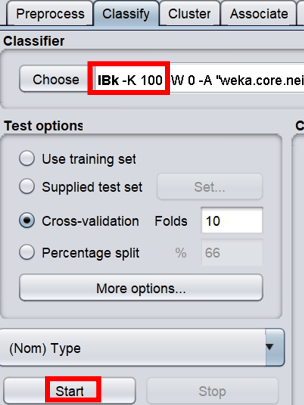 Preprocess Classify Cluster Associate
Classifier
Choose IBk -K 100 W 0 -A "weka.core.nei
Test options
Use training set
Supplied test set Set...
Cross-validation Folds 10
Percentage split % 66
More options...
(Nom) Type
Start Stop